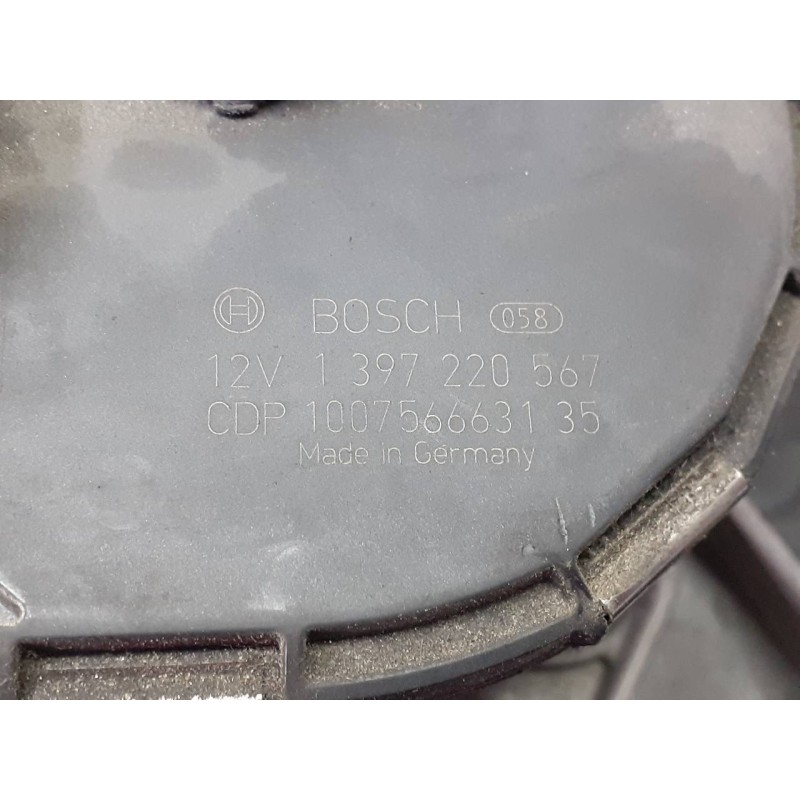 BOSCH 058
12V 1 397 220 567
CDP 1007566631 35
Made in Germany